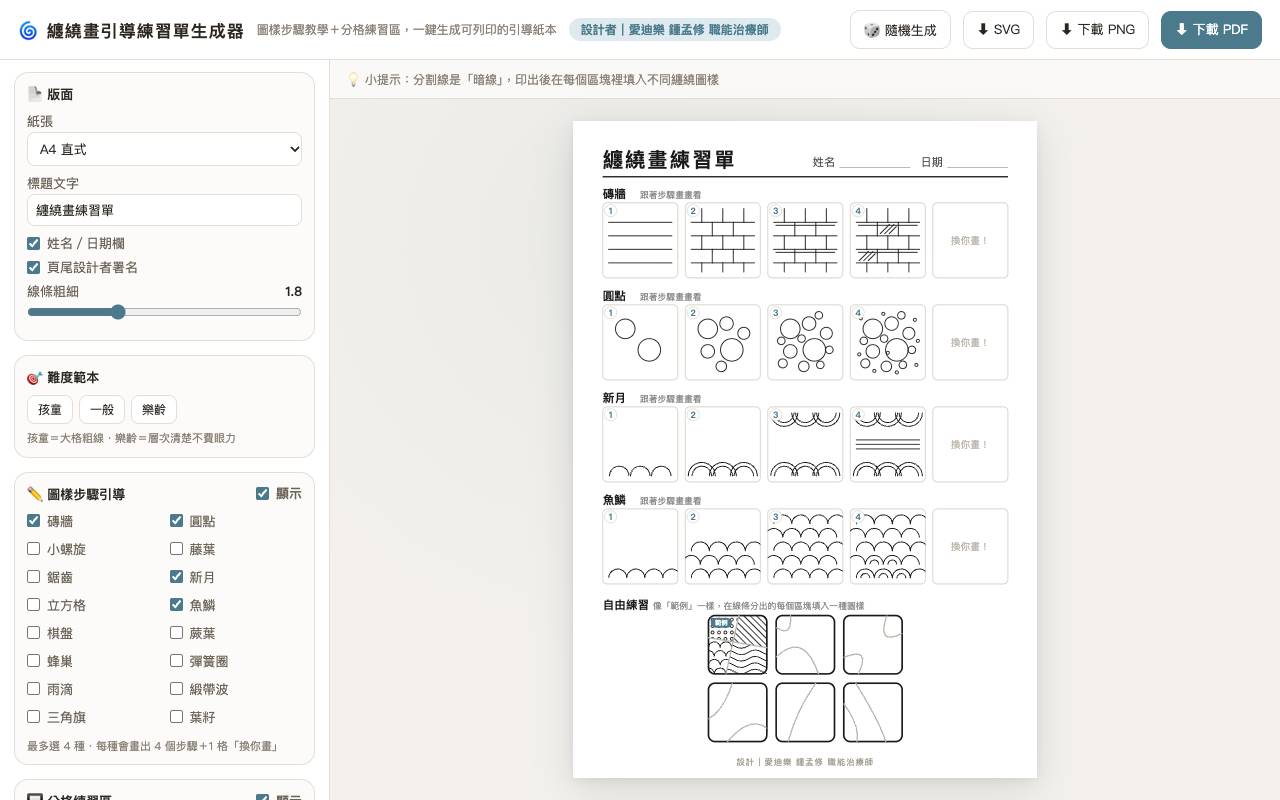 纏繞畫引導練習單生成器
圖樣步驟教學＋分格練習區，一鍵生成可列印的引導紙本
設計者｜愛迪樂 鍾孟修 職能治療師
隨機生成
⬇ SVG
⬇ 下載 PNG
⬇ 下載 PDF
版面
紙張
A4 直式
標題文字
纏繞畫練習單
姓名 / 日期欄
頁尾設計者署名
線條粗細 1.8
難度範本
孩童 一般 樂齡
孩童＝大格粗線 · 樂齡＝層次清楚不費眼力
圖樣步驟引導 顯示
磚牆 圓點
小螺旋 藤葉
鋸齒 新月
立方格 魚鱗
棋盤 蕨葉
蜂巢 彈簧圈
雨滴 緞帶波
三角旗 葉籽
最多選 4 種 · 每種會畫出 4 個步驟＋1 格「換你畫」
分格練習區 顯示
小提示：分割線是「暗線」，印出後在每個區塊裡填入不同纏繞圖樣
纏繞畫練習單 姓名 日期
磚牆 跟著步驟畫畫看
1 2 3 4 換你畫！
圓點 跟著步驟畫畫看
1 2 3 4 換你畫！
新月 跟著步驟畫畫看
1 2 3 4 換你畫！
魚鱗 跟著步驟畫畫看
1 2 3 4 換你畫！
自由練習 像「範例」一樣，在線條分出的每個區塊填入一種圖樣
範例
設計｜愛迪樂 鍾孟修 職能治療師